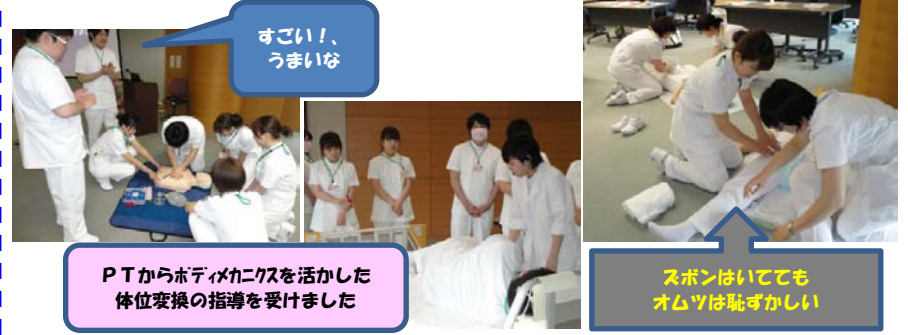 すごい！、
うまいな
ＰＴからﾎﾞﾃﾞｨﾒｶﾆｸｽを活かした
体位変換の指導を受けました
ズボンはいてても
オムツは恥ずかしい